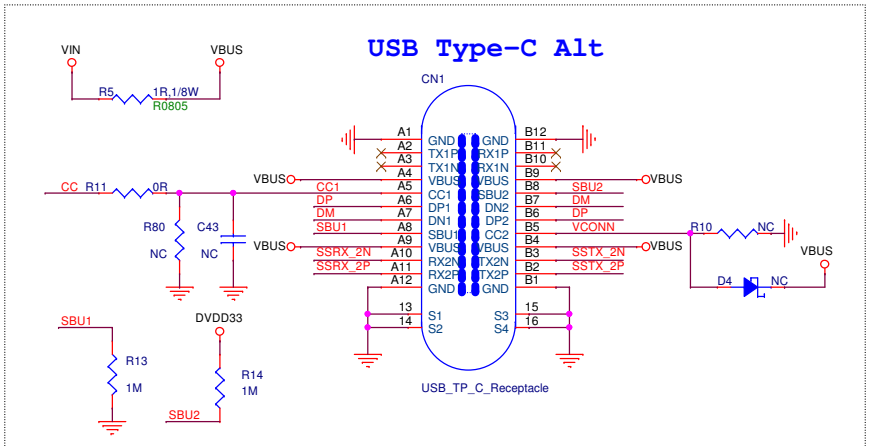 USB Type-C Alt
VIN
VBUS
R5
1R,1/8W
R0805
CN1
A1 GND GND B12
A2 TX1P RX1P B11
A3 TX1N RX1N B10
VBUS A4 VBUS VBUS B9 VBUS
CC R11 0R CC1 A5 CC1 SBU2 B8 SBU2
DP A6 DP1 DN2 B7 DM
DM A7 DN1 DP2 B6 DP
SBU1 A8 SBU1 CC2 B5 VCONN R10 NC
VBUS A9 VBUS VBUS B4 VBUS
SSRX_2N A10 RX2N TX2N B3 SSTX_2N
SSRX_2P A11 RX2P TX2P B2 SSTX_2P
A12 GND GND B1
R80
NC
C43
NC
VBUS
D4 NC
13 S1 S3 15
14 S2 S4 16
USB_TP_C_Receptacle
SBU1
R13
1M
DVDD33
R14
1M
SBU2